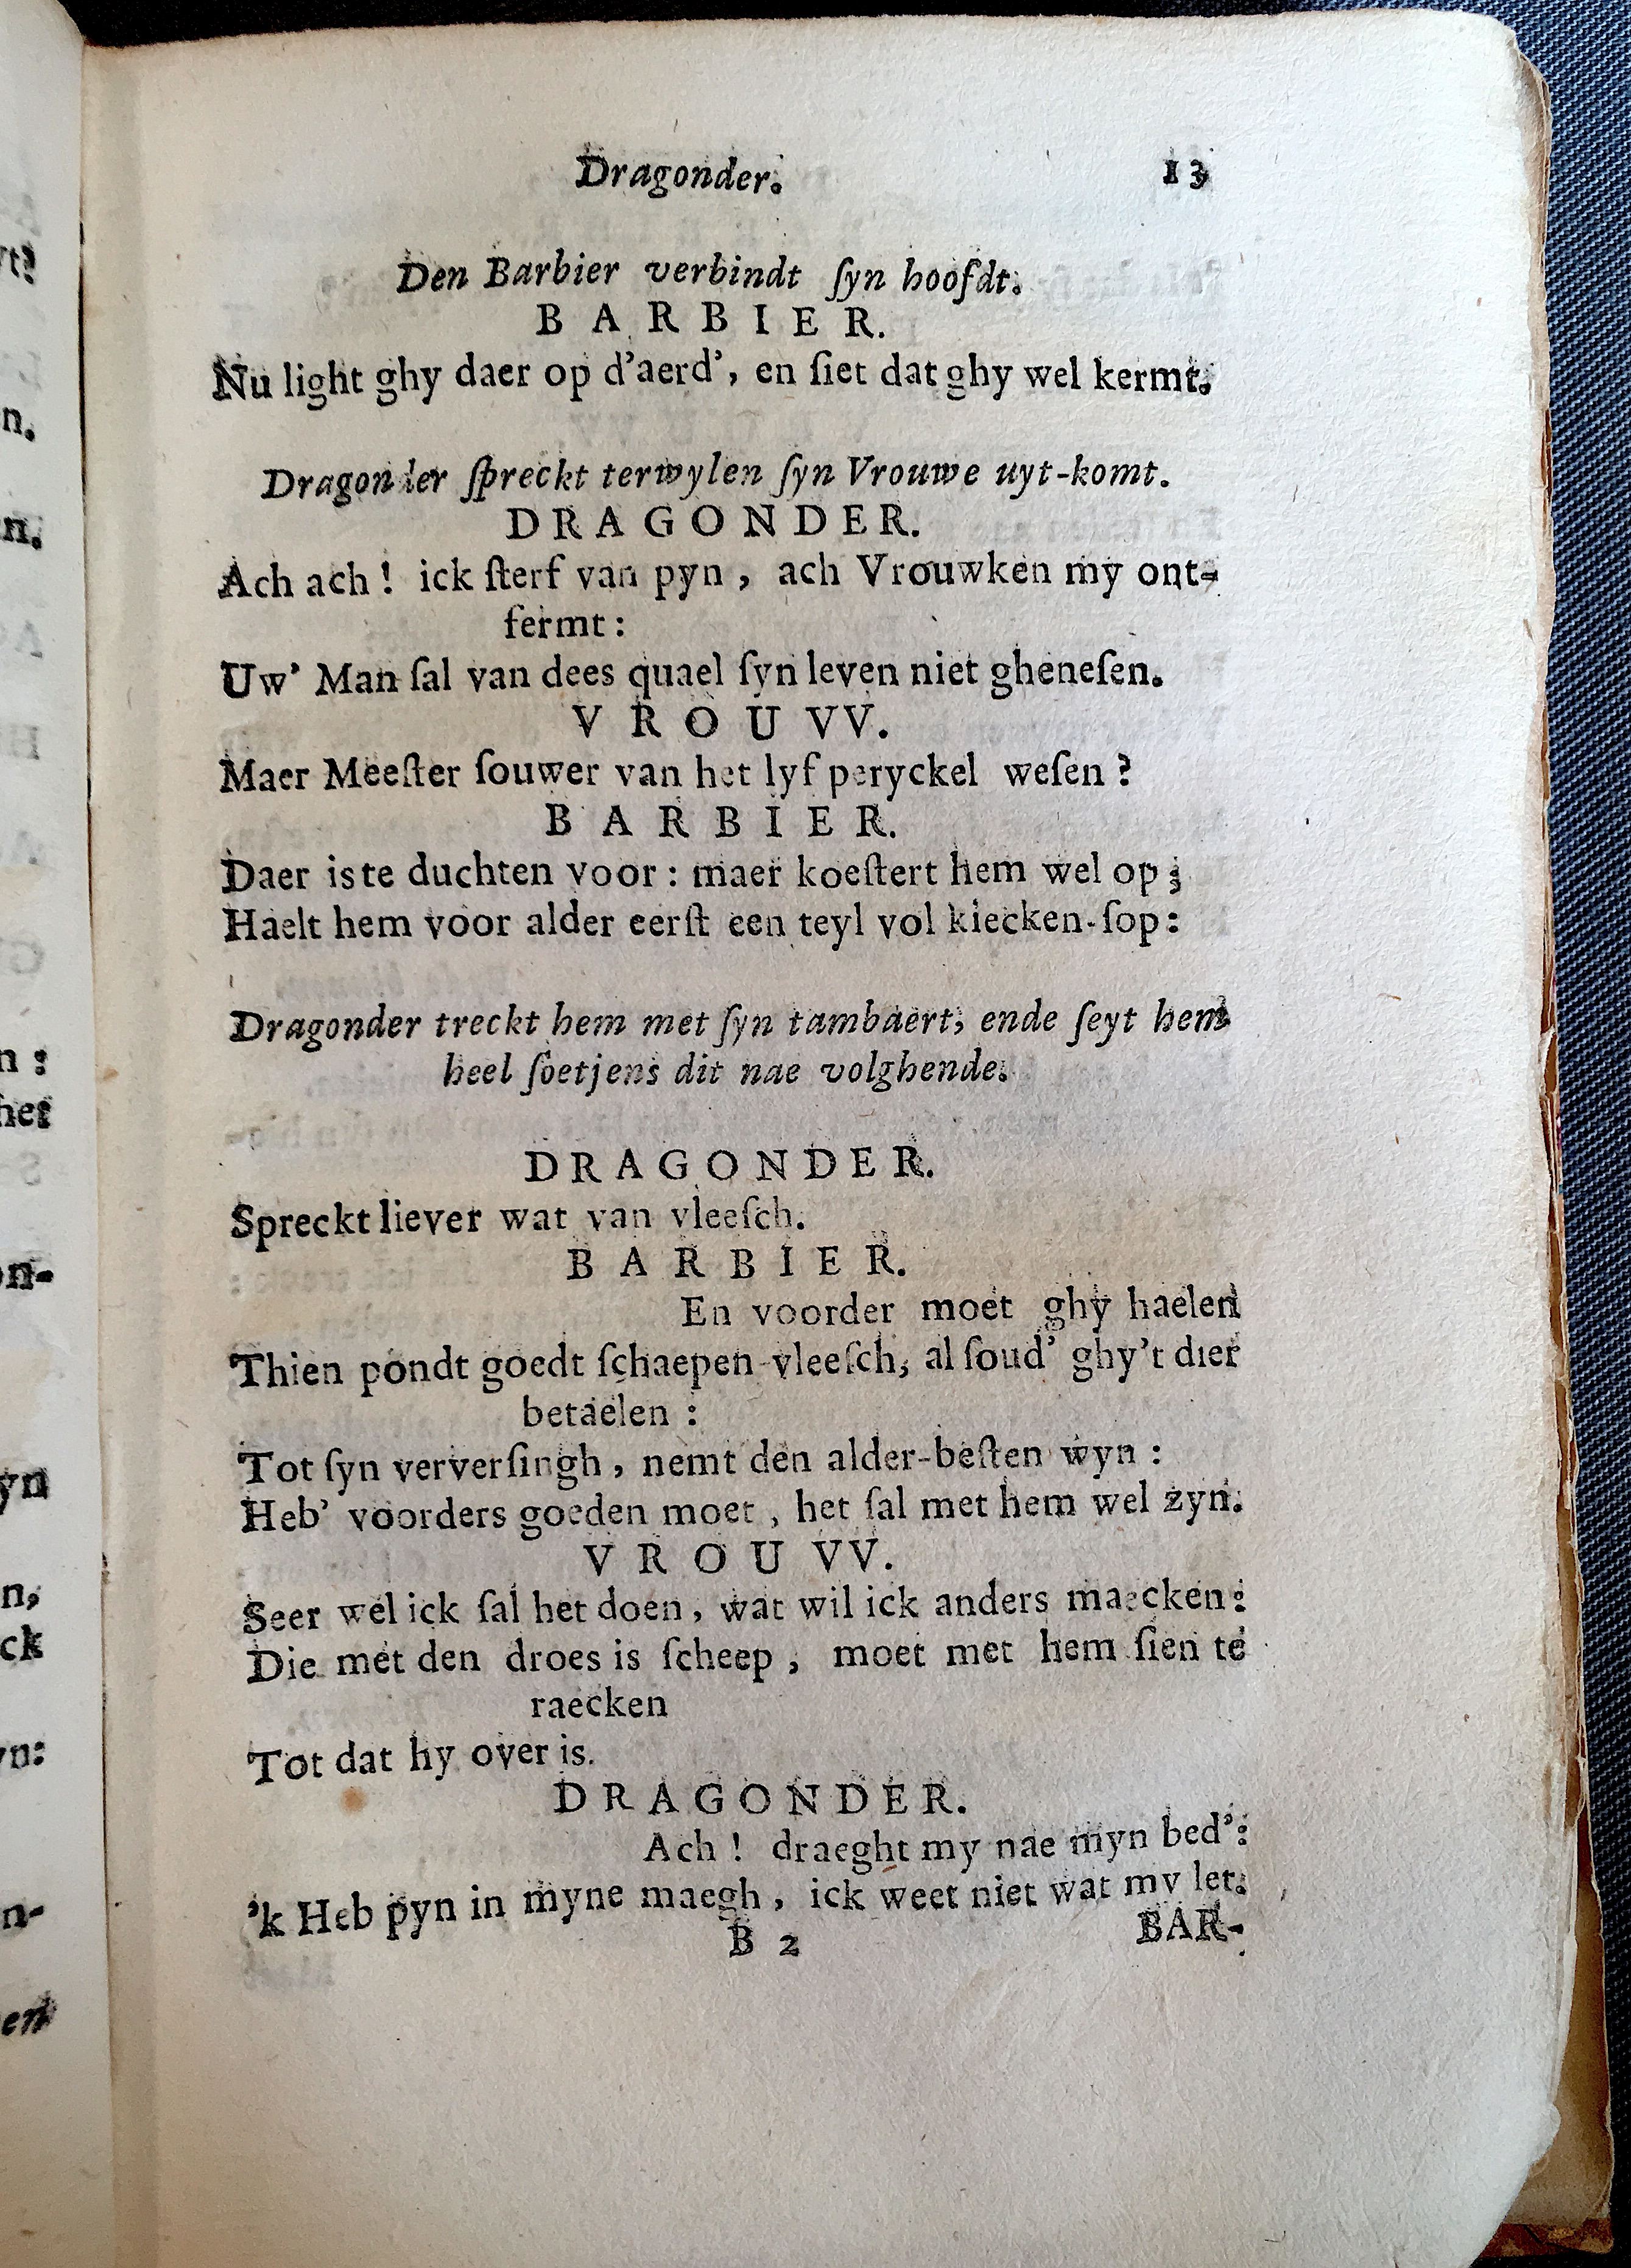 Dragonder. 13
Den Barbier verbindt ſyn hoofdt.
BARBIER.
Nu light ghy daer op d'aerd', en ſiet dat ghy wel kermt.
Dragonder ſpreckt terwylen ſyn Vrouwe uyt-komt.
DRAGONDER.
Ach ach! ick ſterf van pyn, ach Vrouwken my ont-
fermt:
Uw' Man ſal van dees quael ſyn leven niet gheneſen.
VROUVV.
Maer Meeſter ſouwer van het lyf peryckel weſen?
BARBIER.
Daer is te duchten voor: maer koeſtert hem wel op;
Haelt hem voor alder eerſt een teyl vol kiecken-ſop:
Dragonder treckt hem met ſyn tambaert, ende ſeyt hem
heel ſoetjens dit nae volghende.
DRAGONDER.
Spreckt liever wat van vleeſch.
BARBIER.
En voorder moet ghy haelen
Thien pondt goedt ſchaepen-vleeſch, al ſoud' ghy't dier
betaelen:
Tot ſyn ververſingh, nemt den alder-beſten wyn:
Heb' voorders goeden moet, het ſal met hem wel zyn.
VROUVV.
Seer wel ick ſal het doen, wat wil ick anders maecken:
Die met den droes is ſcheep, moet met hem ſien te
raecken
Tot dat hy over is.
DRAGONDER.
Ach! draeght my nae myn bed':
'k Heb pyn in myne maegh, ick weet niet wat my let.
B 2 BAR-